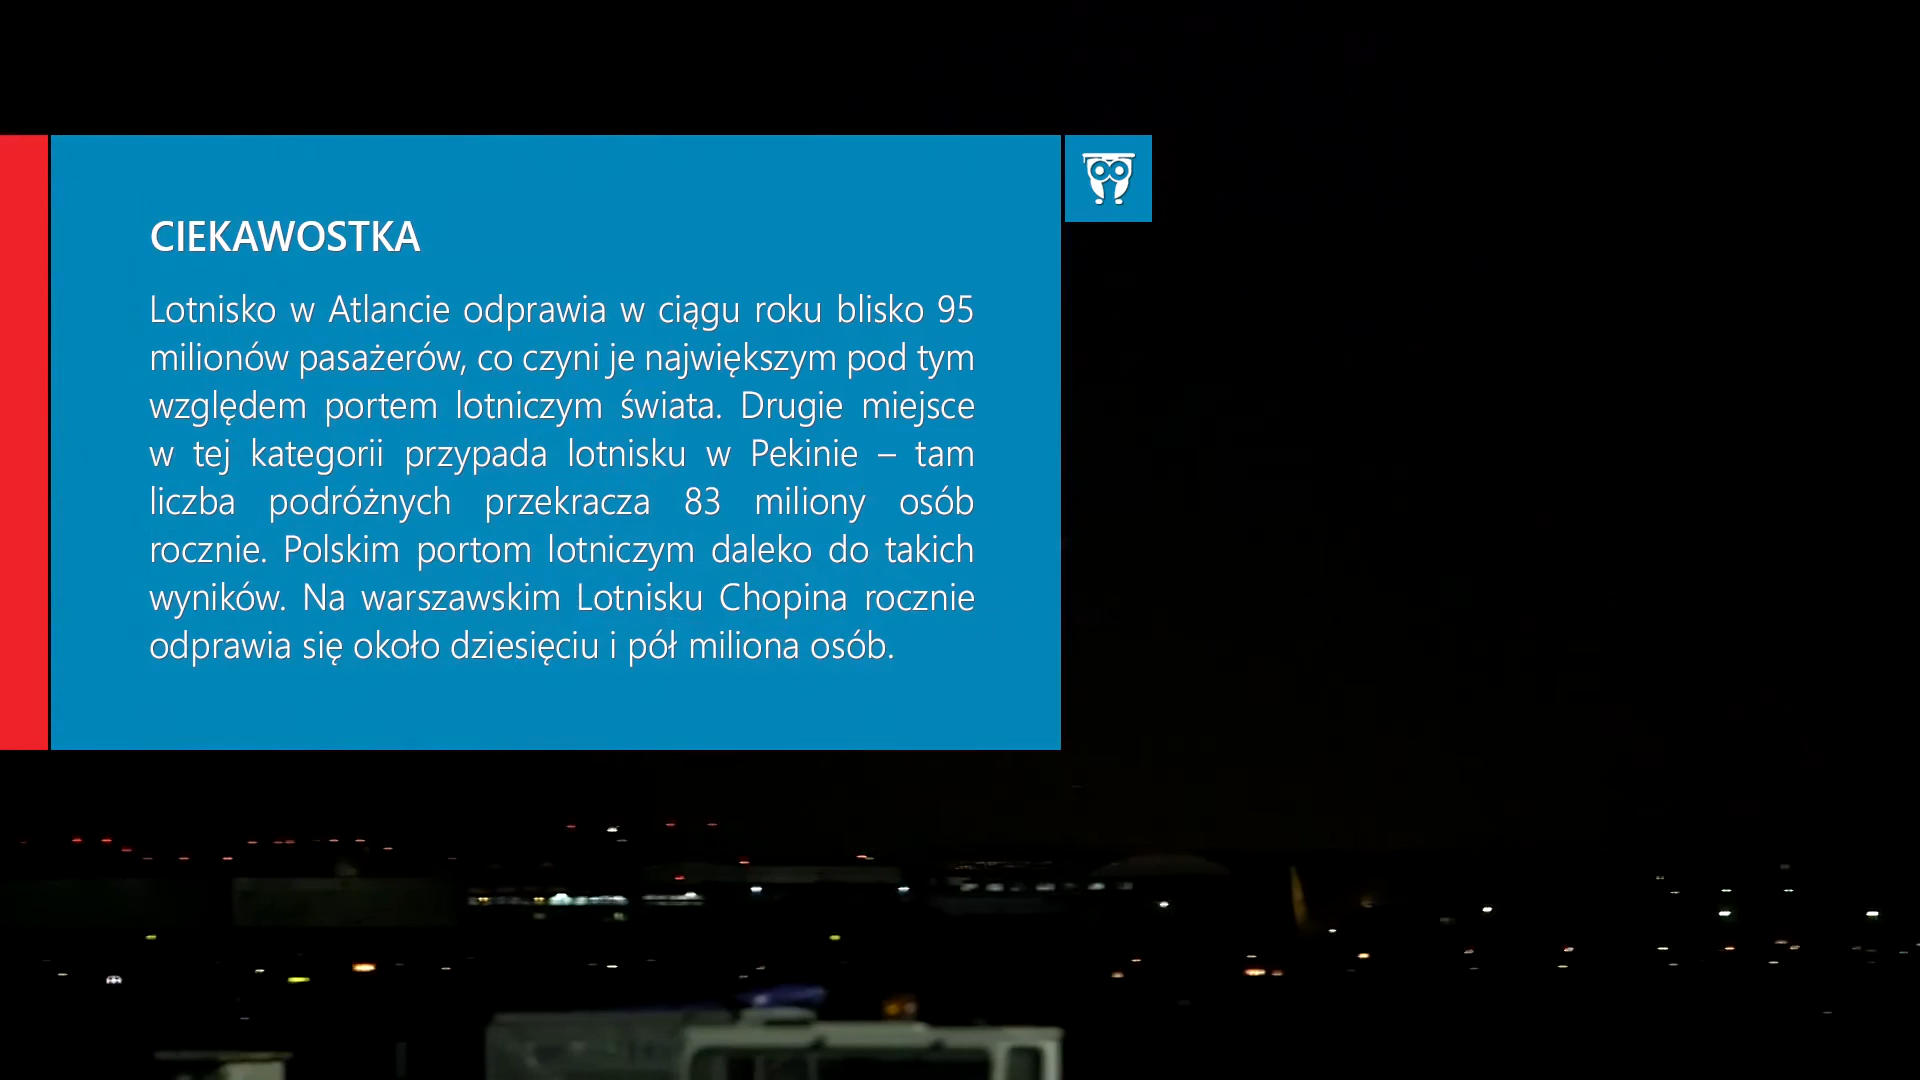 CIEKAWOSTKA
Lotnisko w Atlancie odprawia w ciągu roku blisko 95
milionów pasażerów, co czyni je największym pod tym
względem portem lotniczym świata. Drugie miejsce
w tej kategorii przypada lotnisku w Pekinie – tam
liczba podróżnych przekracza 83 miliony osób
rocznie. Polskim portom lotniczym daleko do takich
wyników. Na warszawskim Lotnisku Chopina rocznie
odprawia się około dziesięciu i pół miliona osób.